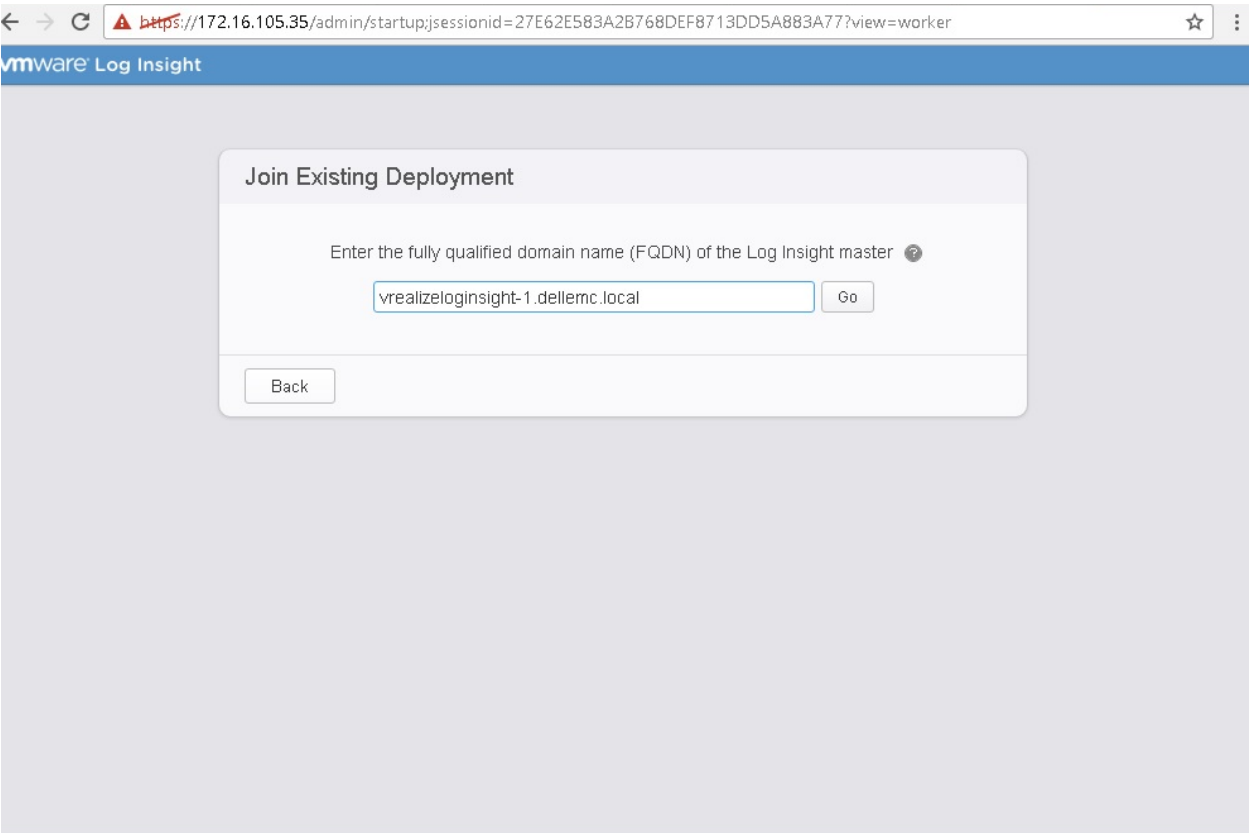 https://172.16.105.35/admin/startup;jsessionid=27E62E583A2B768DEF8713DD5A883A77?view=worker
vmware Log Insight
Join Existing Deployment
Enter the fully qualified domain name (FQDN) of the Log Insight master ?
vrealizeloginsight-1.dellemc.local Go
Back